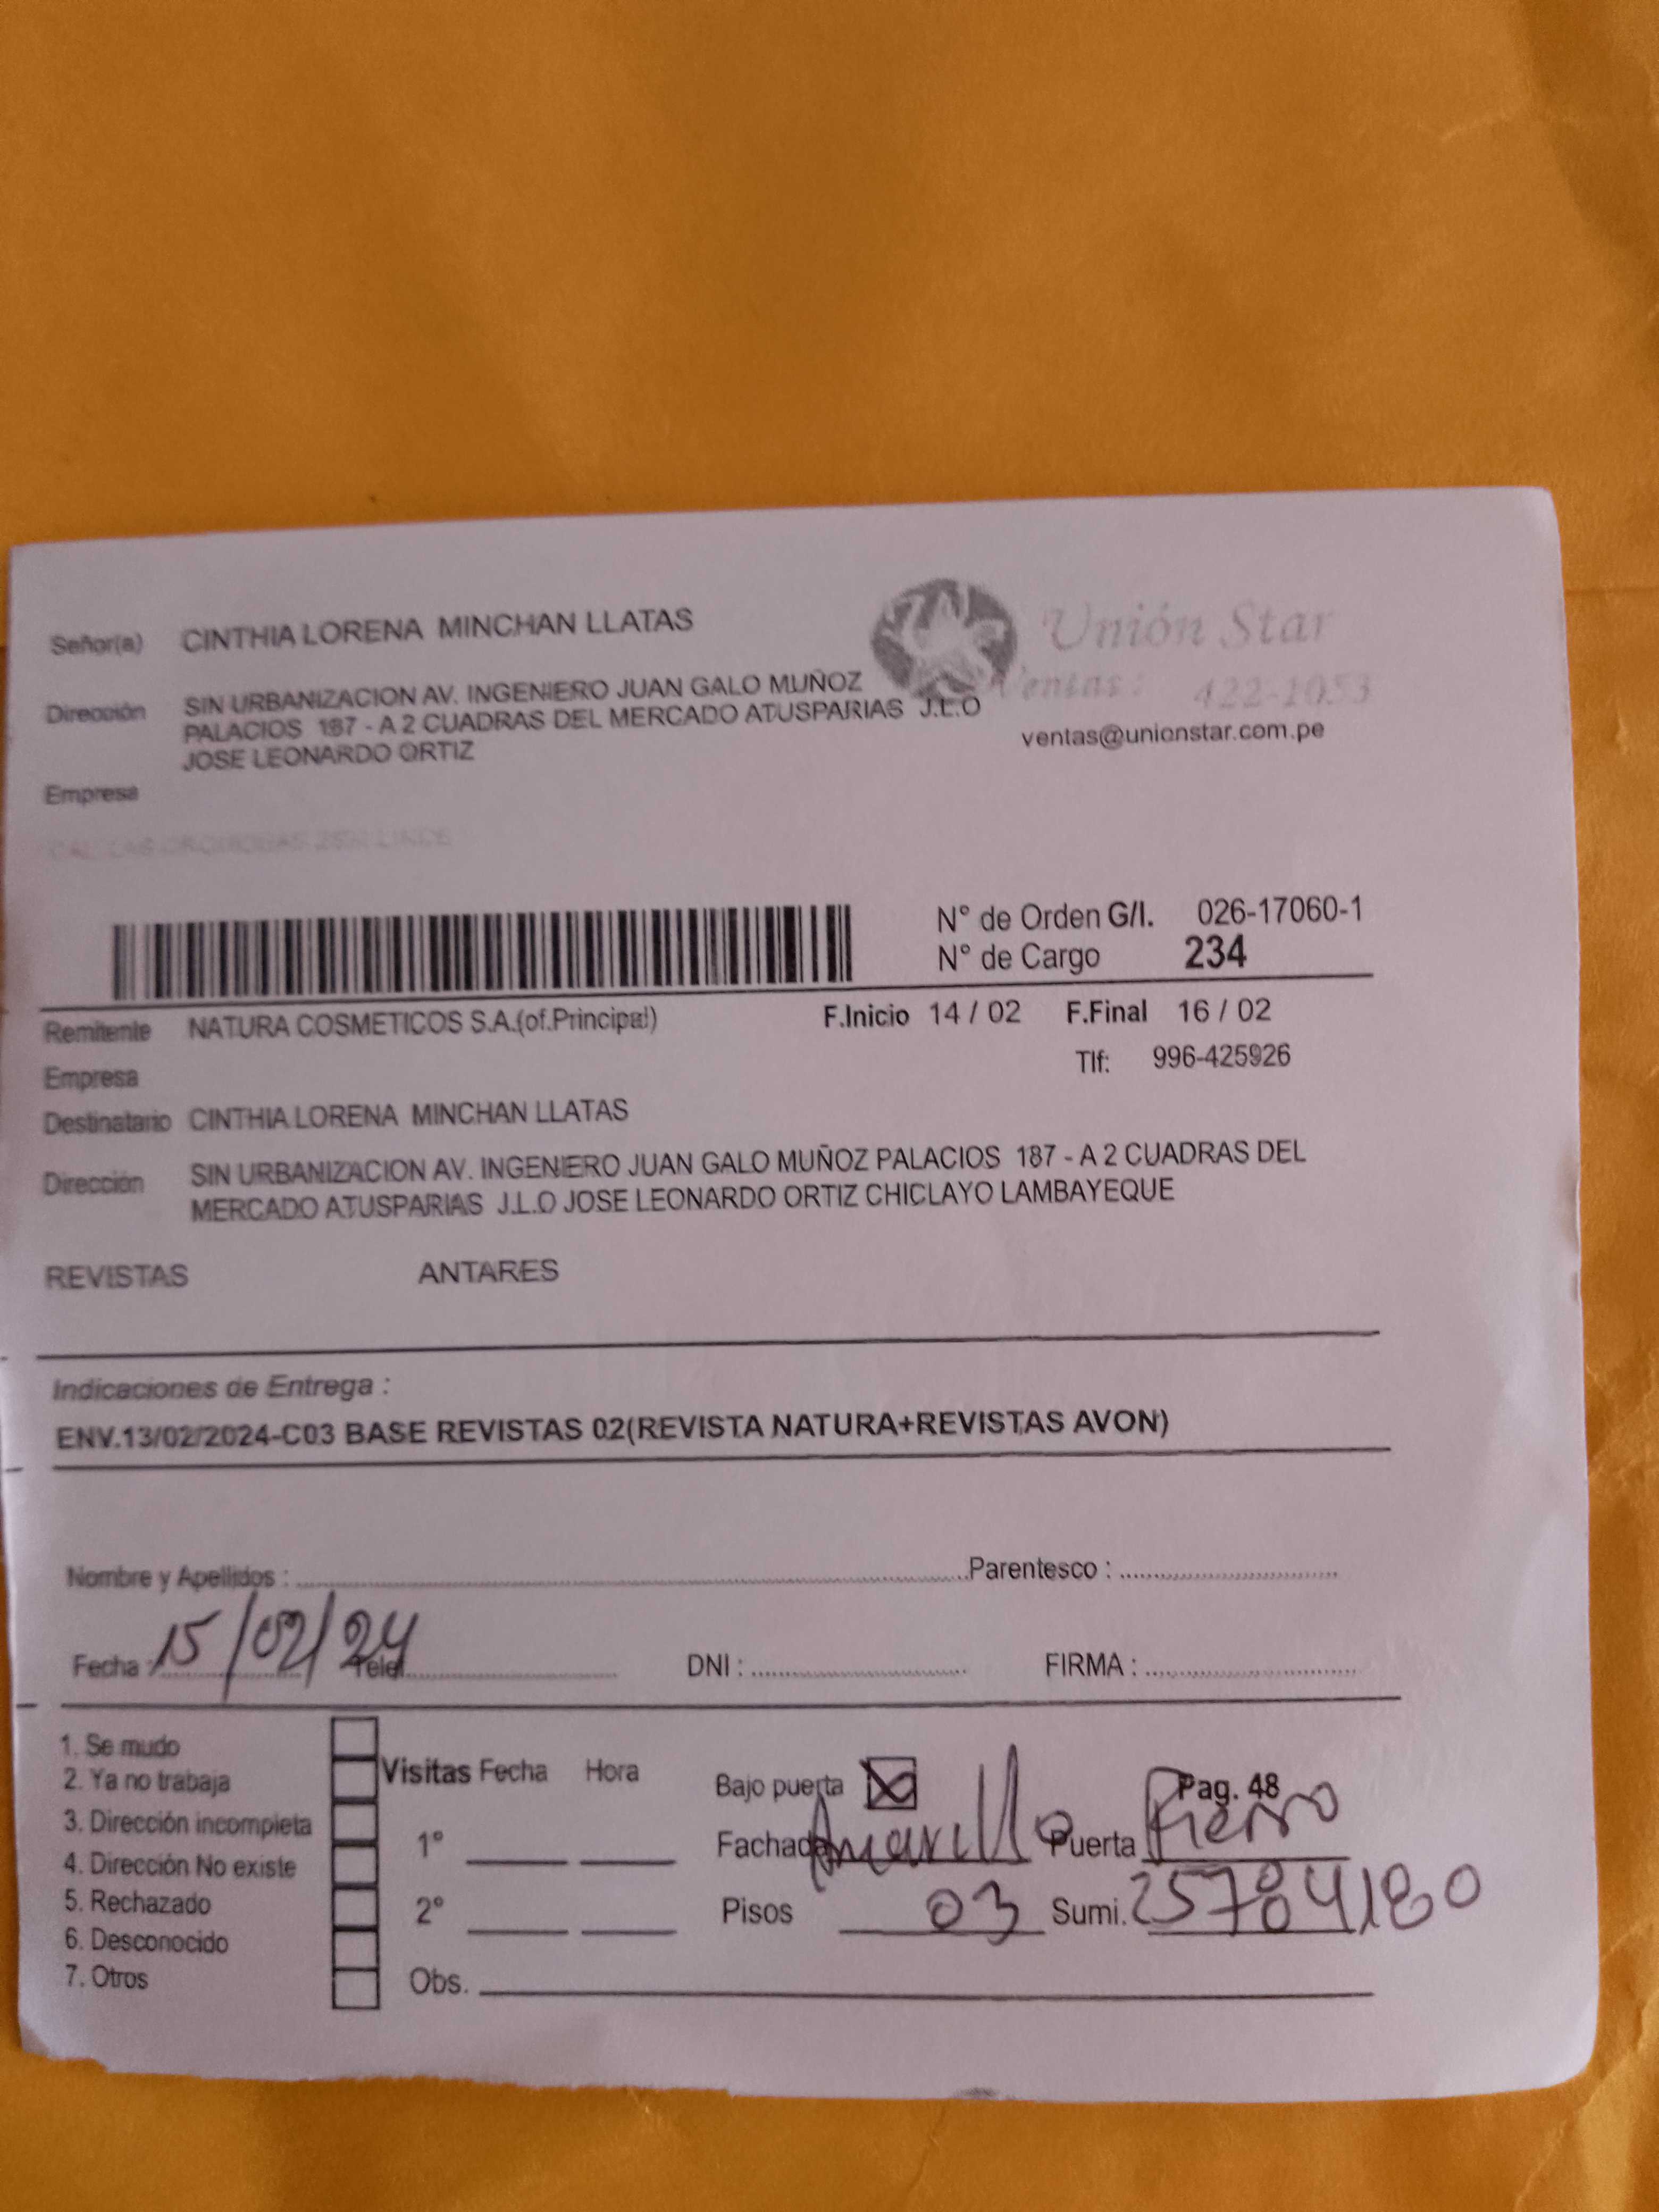 Señor(a) CINTHIA LORENA MINCHAN LLATAS
Unión Star
Ventas: 422-1053
ventas@unionstar.com.pe
Dirección SIN URBANIZACION AV. INGENIERO JUAN GALO MUÑOZ
PALACIOS 187 - A 2 CUADRAS DEL MERCADO ATUSPARIAS J.L.O
JOSE LEONARDO ORTIZ
Empresa
N° de Orden G/I. 026-17060-1
N° de Cargo 234
Remitente NATURA COSMETICOS S.A.(of.Principal) F.Inicio 14 / 02 F.Final 16 / 02
Tlf: 996-425926
Empresa
Destinatario CINTHIA LORENA MINCHAN LLATAS
Dirección SIN URBANIZACION AV. INGENIERO JUAN GALO MUÑOZ PALACIOS 187 - A 2 CUADRAS DEL
MERCADO ATUSPARIAS J.L.O JOSE LEONARDO ORTIZ CHICLAYO LAMBAYEQUE
REVISTAS ANTARES
Indicaciones de Entrega :
ENV.13/02/2024-C03 BASE REVISTAS 02(REVISTA NATURA+REVISTAS AVON)
Nombre y Apellidos : Parentesco :
Fecha 15/02/24 Telef. DNI : FIRMA :
1. Se mudo
2. Ya no trabaja
3. Dirección incompleta
4. Dirección No existe
5. Rechazado
6. Desconocido
7. Otros
Visitas Fecha Hora
1°
2°
Obs.
Bajo puerta Pag. 48
Fachada Amarillo Puerta Fierro
Pisos 03 Sumi. 25784180